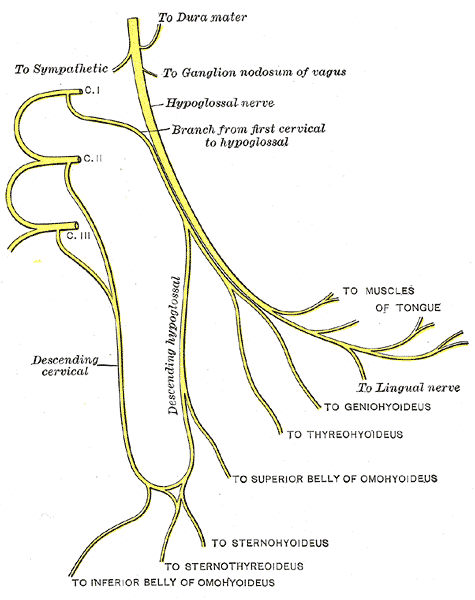 To Dura mater
To Sympathetic
To Ganglion nodosum of vagus
C. I
Hypoglossal nerve
Branch from first cervical
to hypoglossal
C. II
C. III
Descending hypoglossal
TO MUSCLES
OF TONGUE
Descending
cervical
To Lingual nerve
TO GENIOHYOIDEUS
TO THYREOHYOÏDEUS
TO SUPERIOR BELLY OF OMOHYOIDEUS
TO STERNOHYOIDEUS
TO STERNOTHYREOIDEUS
TO INFERIOR BELLY OF OMOHYOIDEUS